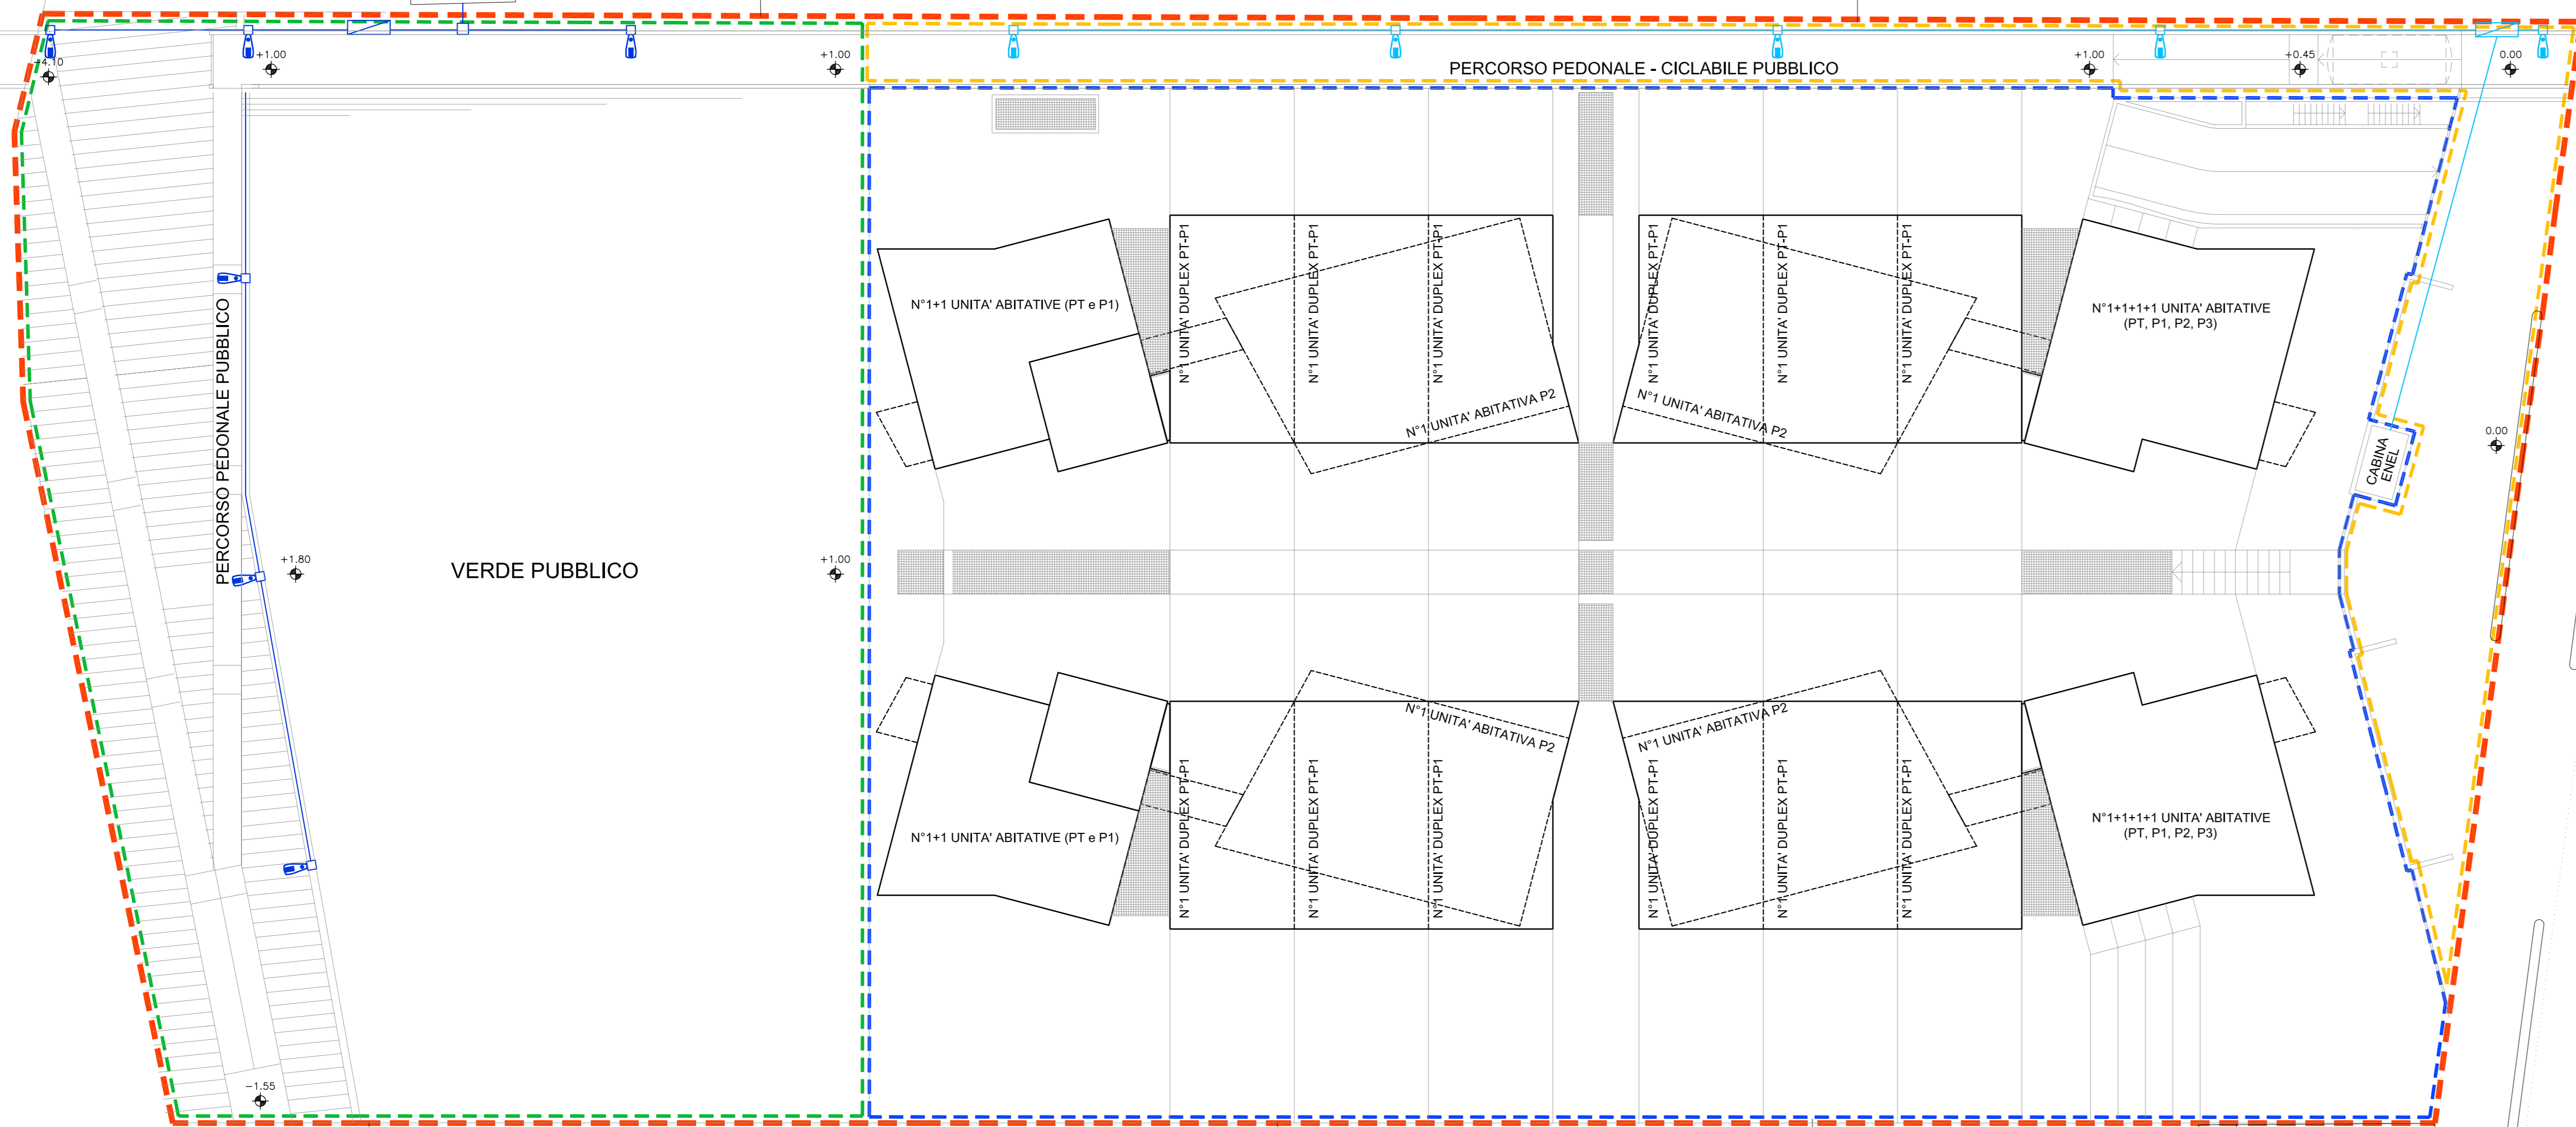 -4.10
+1.00
+1.00
PERCORSO PEDONALE - CICLABILE PUBBLICO
+1.00
+0.45
0.00
PERCORSO PEDONALE PUBBLICO
VERDE PUBBLICO
+1.80
+1.00
-1.55
N°1+1 UNITA' ABITATIVE (PT e P1)
N°1 UNITA' DUPLEX PT-P1
N°1 UNITA' DUPLEX PT-P1
N°1 UNITA' DUPLEX PT-P1
N°1 UNITA' ABITATIVA P2
N°1 UNITA' DUPLEX PT-P1
N°1 UNITA' DUPLEX PT-P1
N°1 UNITA' DUPLEX PT-P1
N°1 UNITA' ABITATIVA P2
N°1+1+1+1 UNITA' ABITATIVE
(PT, P1, P2, P3)
CABINA
ENEL
0.00
N°1+1 UNITA' ABITATIVE (PT e P1)
N°1 UNITA' DUPLEX PT-P1
N°1 UNITA' DUPLEX PT-P1
N°1 UNITA' DUPLEX PT-P1
N°1 UNITA' ABITATIVA P2
N°1 UNITA' DUPLEX PT-P1
N°1 UNITA' DUPLEX PT-P1
N°1 UNITA' DUPLEX PT-P1
N°1 UNITA' ABITATIVA P2
N°1+1+1+1 UNITA' ABITATIVE
(PT, P1, P2, P3)